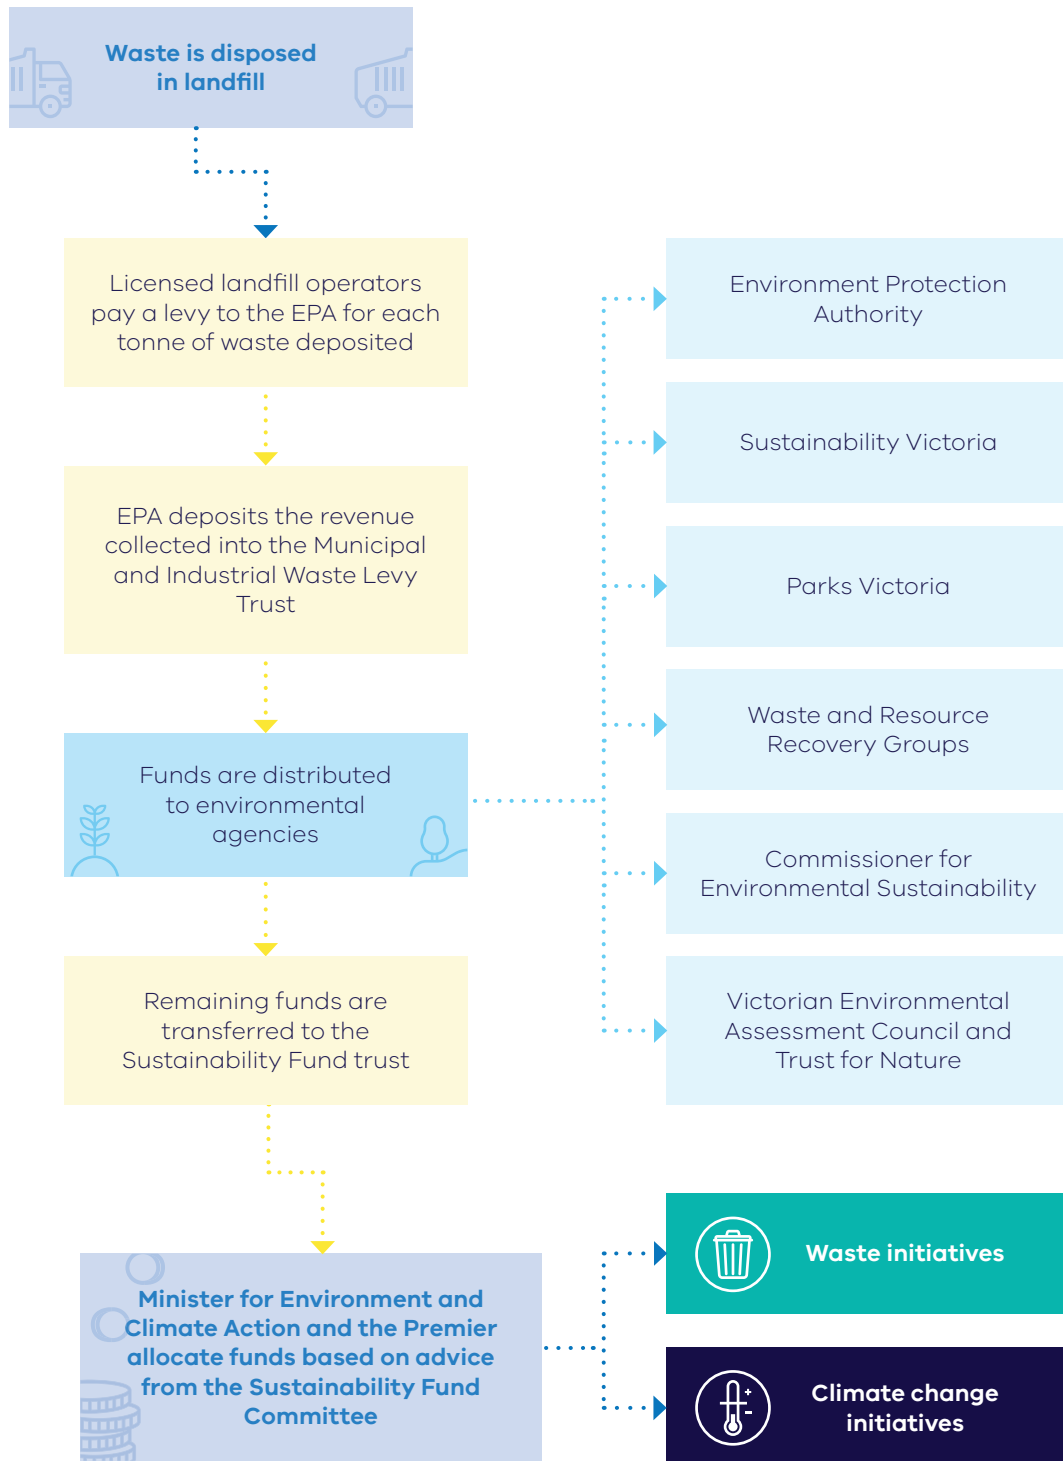 Waste is disposed
in landfill
Licensed landfill operators
pay a levy to the EPA for each
tonne of waste deposited
EPA deposits the revenue
collected into the Municipal
and Industrial Waste Levy
Trust
Funds are distributed
to environmental
agencies
Environment Protection
Authority
Sustainability Victoria
Parks Victoria
Waste and Resource
Recovery Groups
Commissioner for
Environmental Sustainability
Victorian Environmental
Assessment Council and
Trust for Nature
Remaining funds are
transferred to the
Sustainability Fund trust
Minister for Environment and
Climate Action and the Premier
allocate funds based on advice
from the Sustainability Fund
Committee
Waste initiatives
Climate change
initiatives